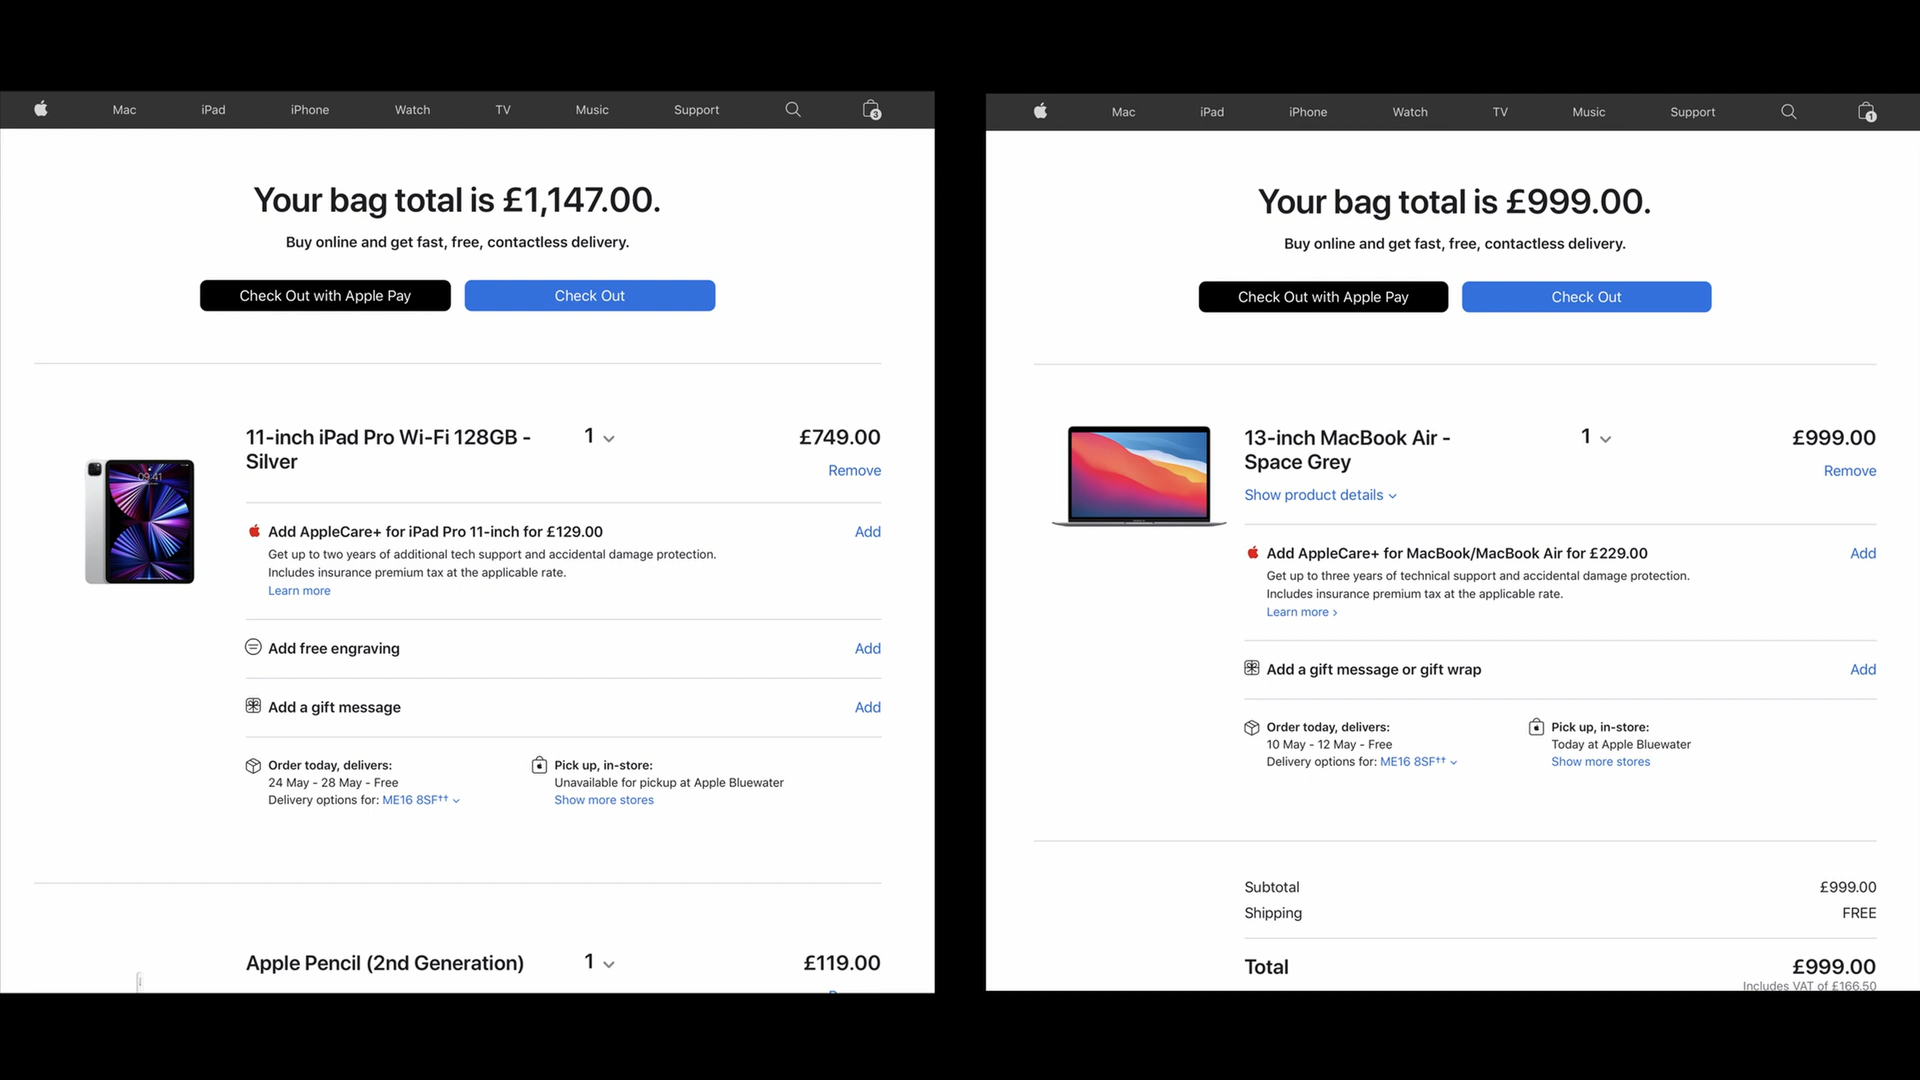 Mac iPad iPhone Watch TV Music Support 3
Your bag total is £1,147.00.
Buy online and get fast, free, contactless delivery.
Check Out with Apple Pay Check Out
11-inch iPad Pro Wi-Fi 128GB - 1 £749.00
Silver
Remove
09:41
Add AppleCare+ for iPad Pro 11-inch for £129.00 Add
Get up to two years of additional tech support and accidental damage protection.
Includes insurance premium tax at the applicable rate.
Learn more
Add free engraving Add
Add a gift message Add
Order today, delivers:
24 May - 28 May - Free
Delivery options for: ME16 8SF††
Pick up, in-store:
Unavailable for pickup at Apple Bluewater
Show more stores
Apple Pencil (2nd Generation) 1 £119.00
Mac iPad iPhone Watch TV Music Support 1
Your bag total is £999.00.
Buy online and get fast, free, contactless delivery.
Check Out with Apple Pay Check Out
13-inch MacBook Air - 1 £999.00
Space Grey
Remove
Show product details
Add AppleCare+ for MacBook/MacBook Air for £229.00 Add
Get up to three years of technical support and accidental damage protection.
Includes insurance premium tax at the applicable rate.
Learn more >
Add a gift message or gift wrap Add
Order today, delivers:
10 May - 12 May - Free
Delivery options for: ME16 8SF††
Pick up, in-store:
Today at Apple Bluewater
Show more stores
Subtotal £999.00
Shipping FREE
Total £999.00
Includes VAT of £166.50